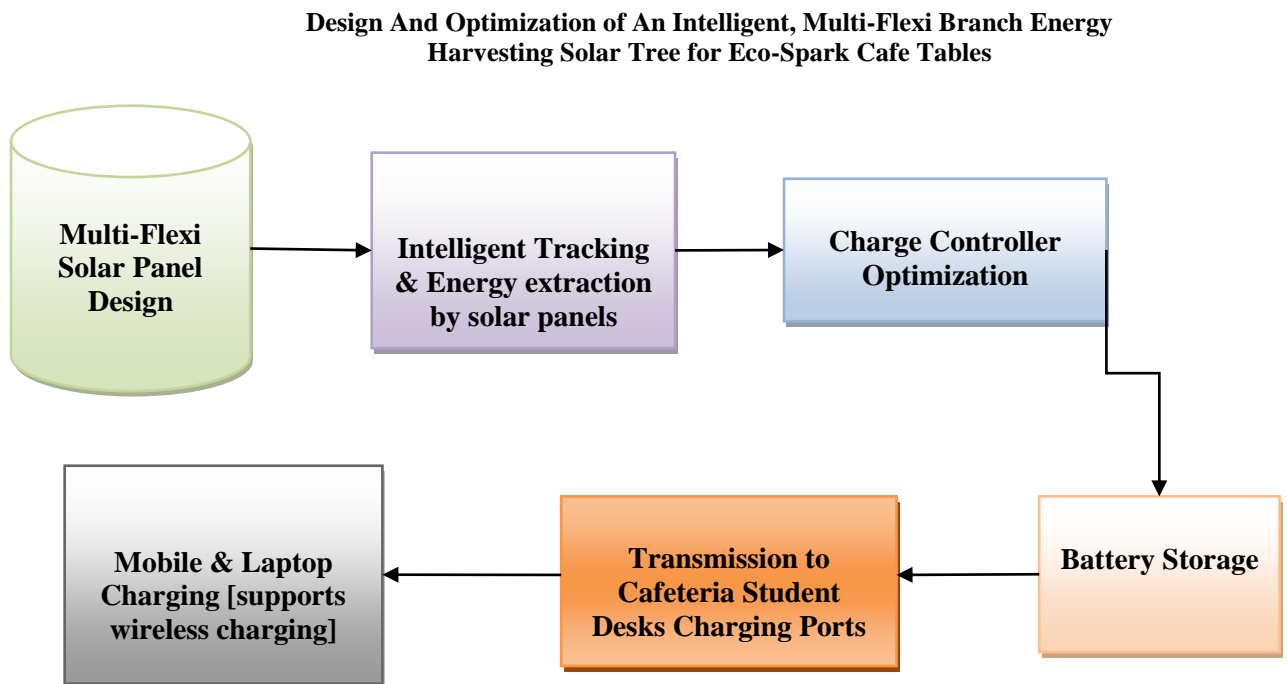 Design And Optimization of An Intelligent, Multi-Flexi Branch Energy
Harvesting Solar Tree for Eco-Spark Cafe Tables
Multi-Flexi
Solar Panel
Design
Intelligent Tracking
& Energy extraction
by solar panels
Charge Controller
Optimization
Battery Storage
Transmission to
Cafeteria Student
Desks Charging Ports
Mobile & Laptop
Charging [supports
wireless charging]